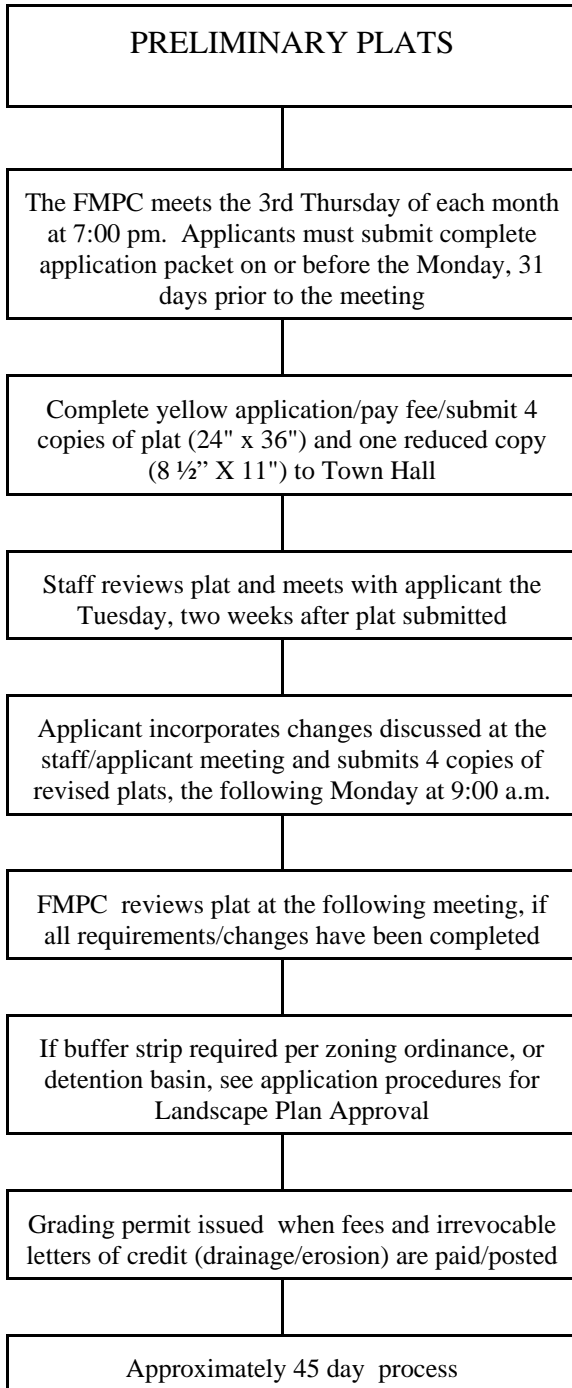 PRELIMINARY PLATS
The FMPC meets the 3rd Thursday of each month
at 7:00 pm.  Applicants must submit complete
application packet on or before the Monday, 31
days prior to the meeting
Complete yellow application/pay fee/submit 4
copies of plat (24" x 36") and one reduced copy
(8 ½” X 11") to Town Hall
Staff reviews plat and meets with applicant the
Tuesday, two weeks after plat submitted
Applicant incorporates changes discussed at the
staff/applicant meeting and submits 4 copies of
revised plats, the following Monday at 9:00 a.m.
FMPC  reviews plat at the following meeting, if
all requirements/changes have been completed
If buffer strip required per zoning ordinance, or
detention basin, see application procedures for
Landscape Plan Approval
Grading permit issued  when fees and irrevocable
letters of credit (drainage/erosion) are paid/posted
Approximately 45 day  process